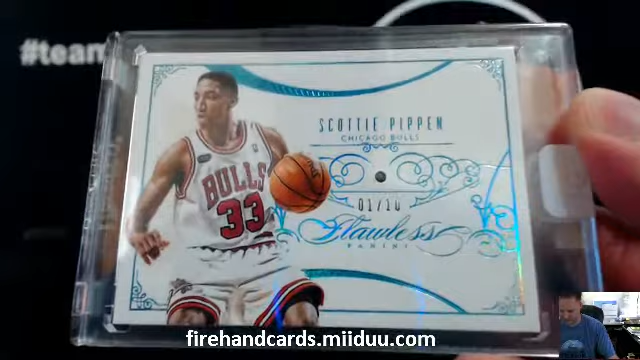 #team
SCOTTIE PIPPEN
CHICAGO BULLS
01/10
Flawless
PANINI
BULLS
33
firehandcards.miiduu.com